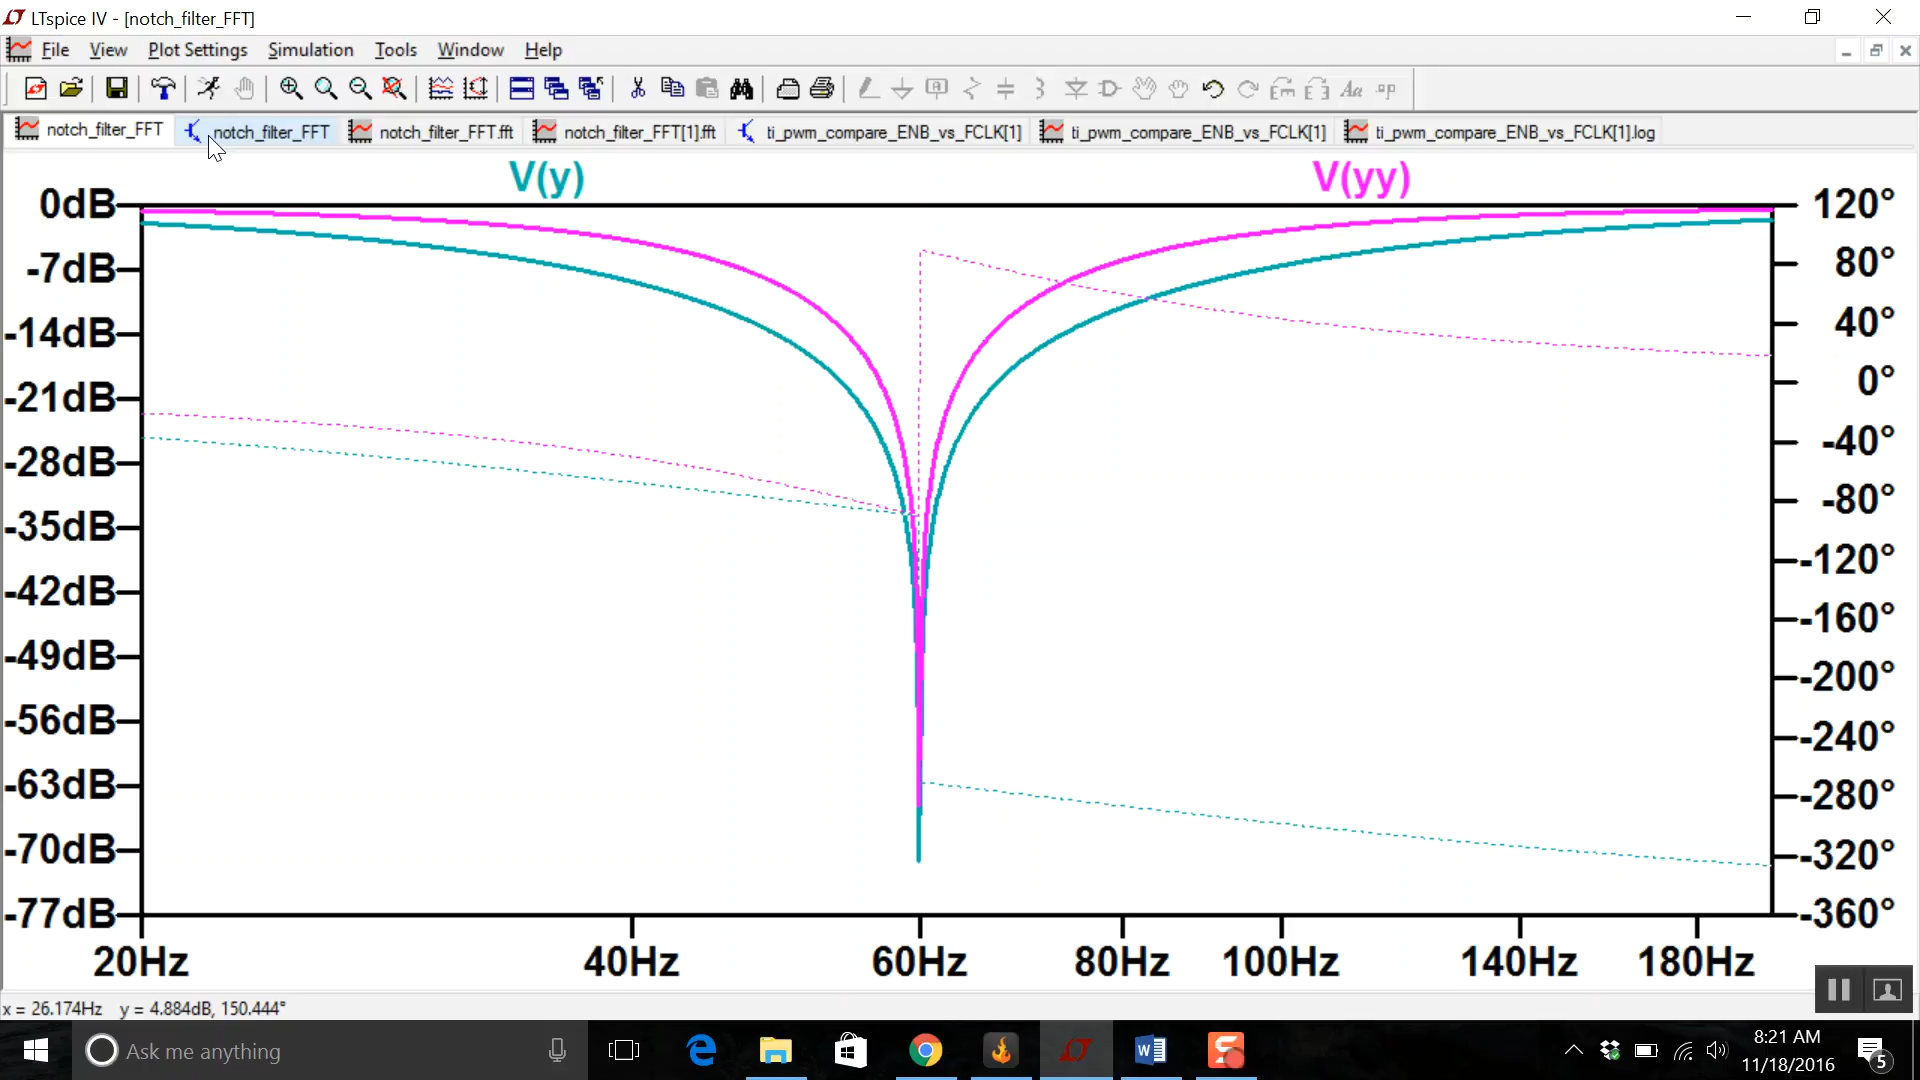 LTspice IV - [notch_filter_FFT]
File View Plot Settings Simulation Tools Window Help
notch_filter_FFT notch_filter_FFT notch_filter_FFT.fft notch_filter_FFT[1].fft ti_pwm_compare_ENB_vs_FCLK[1] ti_pwm_compare_ENB_vs_FCLK[1] ti_pwm_compare_ENB_vs_FCLK[1].log
V(y) V(yy)
0dB 120°
-7dB 80°
-14dB 40°
-21dB 0°
-28dB -40°
-35dB -80°
-42dB -120°
-49dB -160°
-56dB -200°
-63dB -240°
-70dB -280°
-77dB -320°
-360°
20Hz 40Hz 60Hz 80Hz 100Hz 140Hz 180Hz
x = 26.174Hz y = 4.884dB, 150.444°
Ask me anything
8:21 AM
11/18/2016
5